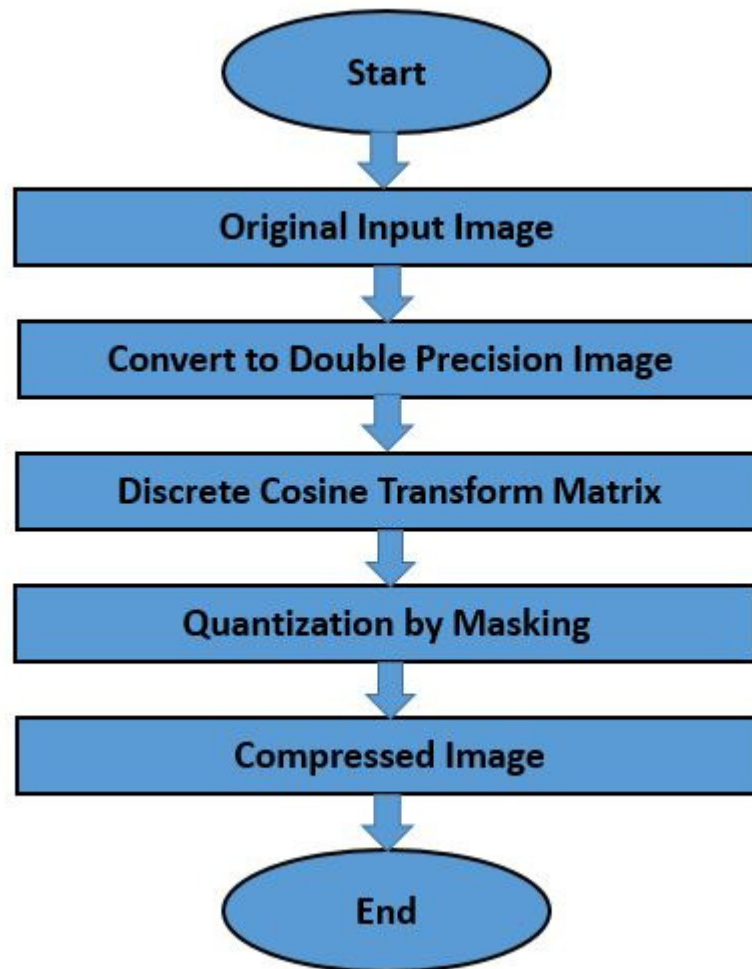 Start
Original Input Image
Convert to Double Precision Image
Discrete Cosine Transform Matrix
Quantization by Masking
Compressed Image
End